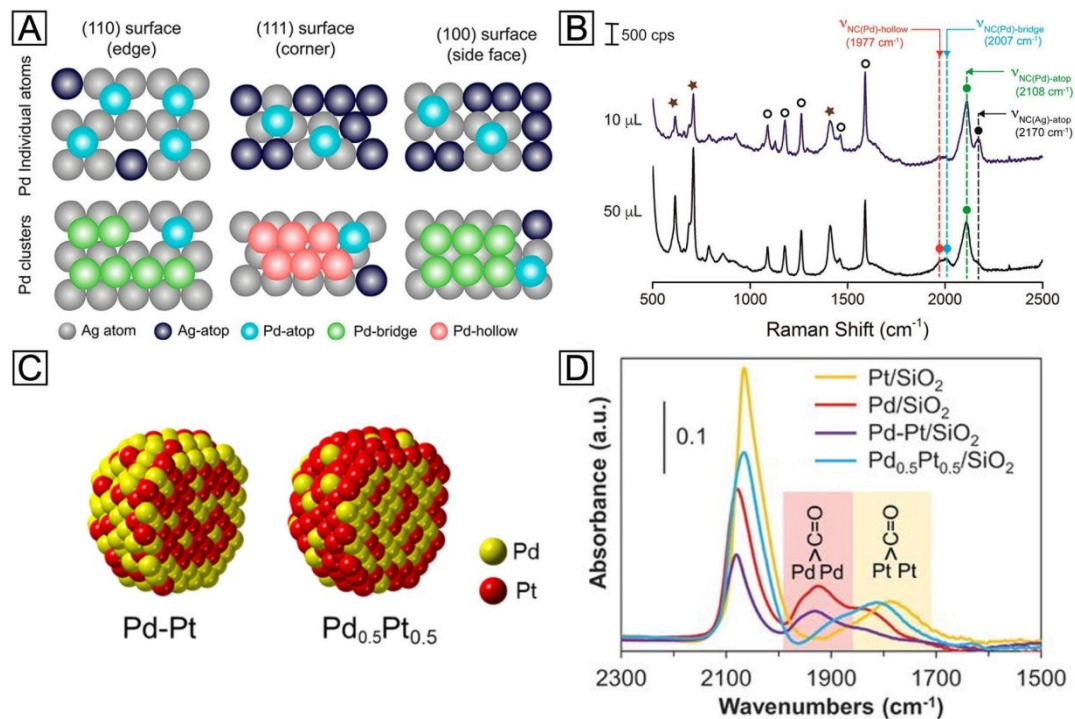 A
(110) surface
(edge)
(111) surface
(corner)
(100) surface
(side face)
Pd Individual atoms
Pd clusters
Ag atom
Ag-atop
Pd-atop
Pd-bridge
Pd-hollow
B
500 cps
νNC(Pd)-hollow
(1977 cm⁻¹)
νNC(Pd)-bridge
(2007 cm⁻¹)
νNC(Pd)-atop
(2108 cm⁻¹)
νNC(Ag)-atop
(2170 cm⁻¹)
10 μL
50 μL
500 1000 1500 2000 2500
Raman Shift (cm⁻¹)
C
Pd
Pt
Pd-Pt
Pd0.5Pt0.5
D
Pt/SiO₂
Pd/SiO₂
Pd-Pt/SiO₂
Pd0.5Pt0.5/SiO₂
0.1
C=O
Pd Pd
C=O
Pt Pt
Absorbance (a.u.)
2300 2100 1900 1700 1500
Wavenumbers (cm⁻¹)